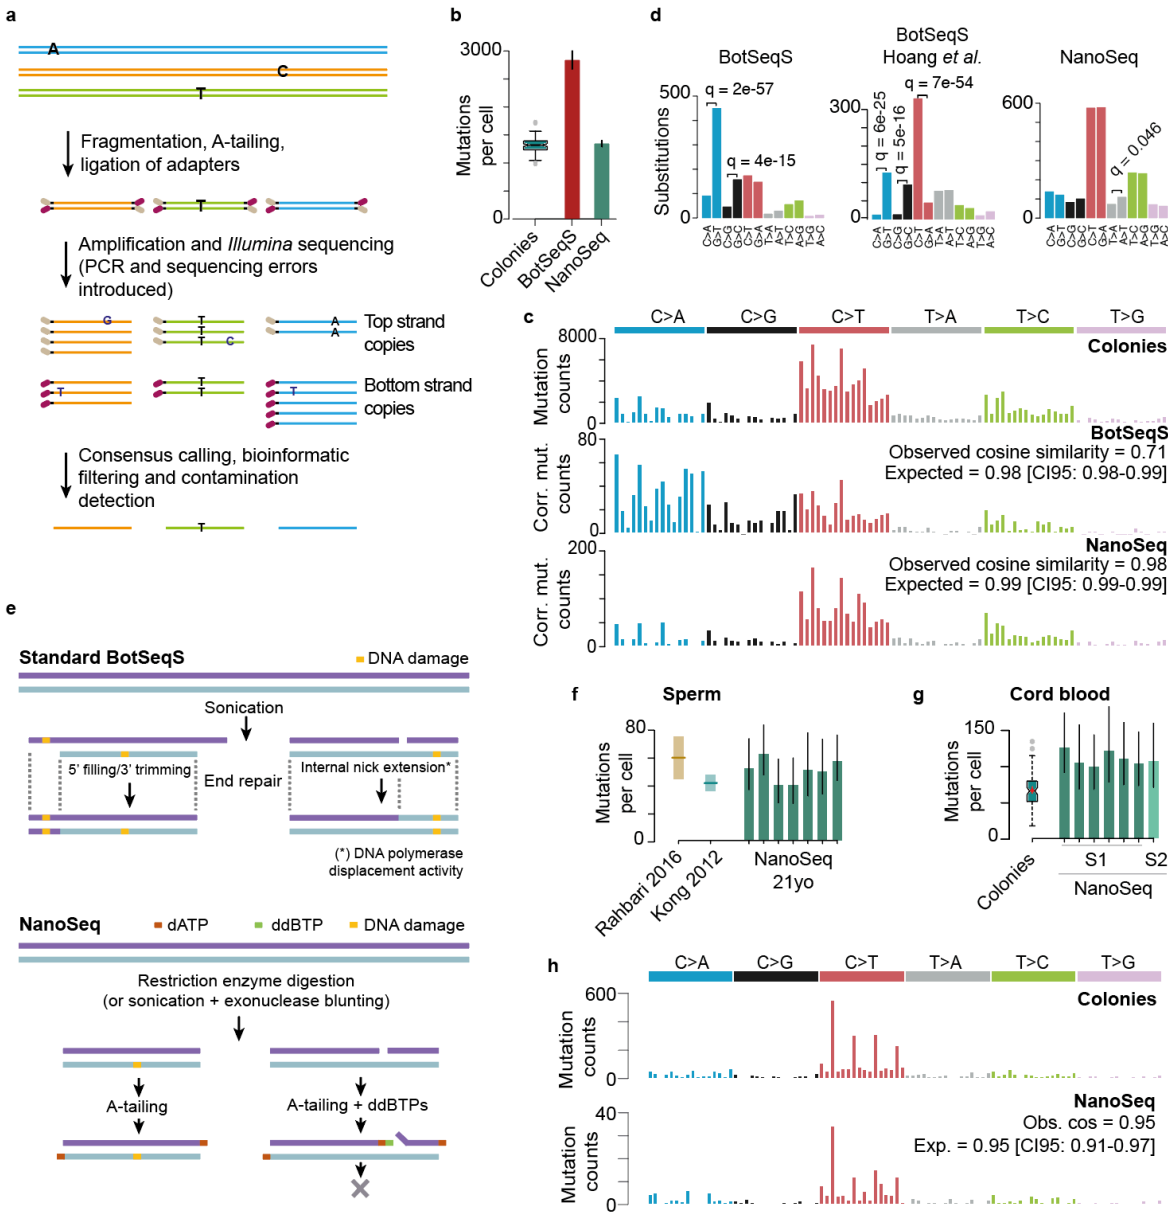 a
A
C
T
Fragmentation, A-tailing,
ligation of adapters
T
Amplification and Illumina sequencing
(PCR and sequencing errors
introduced)
G
T
T
T
C
A
A
Top strand
copies
T
T
T
T
Bottom strand
copies
Consensus calling, bioinformatic
filtering and contamination
detection
T
b
3000
0
Mutations
per cell
Colonies
BotSeqS
NanoSeq
d
BotSeqS
500
0
Substitutions
q = 2e-57
q = 4e-15
C>A
G>T
C>G
G>C
C>T
G>A
T>A
A>T
T>C
A>G
T>G
A>C
BotSeqS
Hoang et al.
300
0
q = 6e-25
q = 5e-16
q = 7e-54
C>A
G>T
C>G
G>C
C>T
G>A
T>A
A>T
T>C
A>G
T>G
A>C
NanoSeq
600
0
q = 0.046
C>A
G>T
C>G
G>C
C>T
G>A
T>A
A>T
T>C
A>G
T>G
A>C
c
C>A C>G C>T T>A T>C T>G
8000
0
Mutation
counts
Colonies
80
0
Corr. mut.
counts
BotSeqS
Observed cosine similarity = 0.71
Expected = 0.98 [CI95: 0.98-0.99]
200
0
Corr. mut.
counts
NanoSeq
Observed cosine similarity = 0.98
Expected = 0.99 [CI95: 0.99-0.99]
e
Standard BotSeqS
DNA damage
Sonication
5' filling/3' trimming
End repair
Internal nick extension*
(*) DNA polymerase
displacement activity
NanoSeq
dATP
ddBTP
DNA damage
Restriction enzyme digestion
(or sonication + exonuclease blunting)
A-tailing
A-tailing + ddBTPs
f
Sperm
80
0
Mutations
per cell
Rahbari 2016
Kong 2012
NanoSeq
21yo
g
Cord blood
150
0
Mutations
per cell
Colonies
S1
S2
NanoSeq
h
C>A C>G C>T T>A T>C T>G
600
0
Mutation
counts
Colonies
40
0
Mutation
counts
NanoSeq
Obs. cos = 0.95
Exp. = 0.95 [CI95: 0.91-0.97]